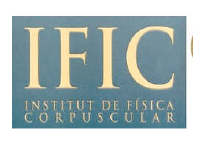 IFIC
INSTITUT DE FÍSICA
CORPUSCULAR